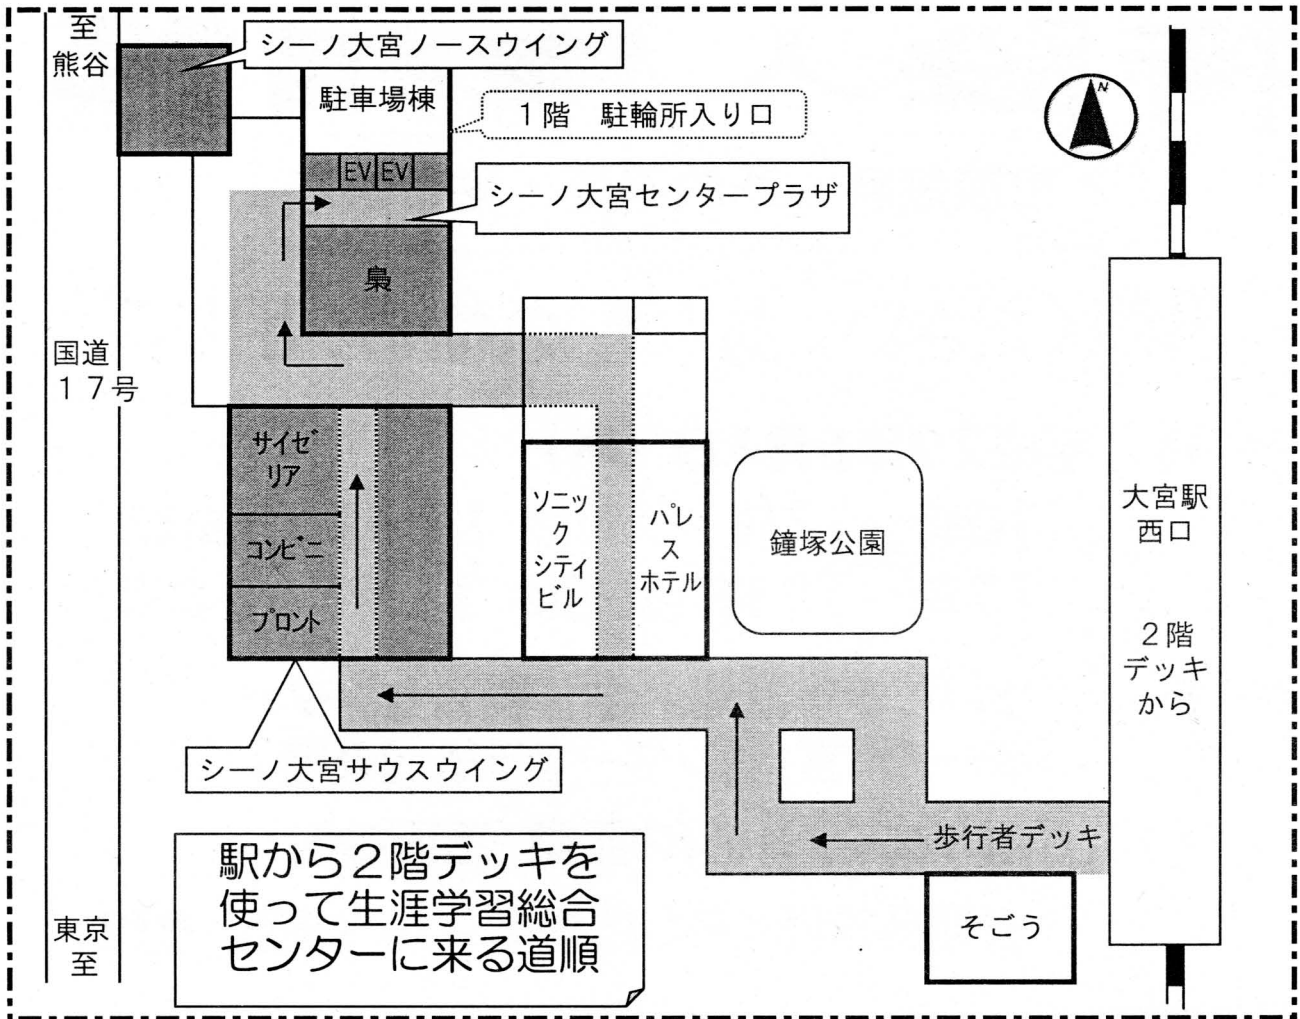 至
熊谷
シーノ大宮ノースウイング
駐車場棟
1階　駐輪所入り口
N
EV
EV
シーノ大宮センタープラザ
梟
国道
17号
サイゼ
リア
コンビニ
プロント
ソニッ
ク
シティ
ビル
パレ
ス
ホテル
鐘塚公園
大宮駅
西口
2階
デッキ
から
シーノ大宮サウスウイング
歩行者デッキ
そごう
駅から2階デッキを
使って生涯学習総合
センターに来る道順
東京
至